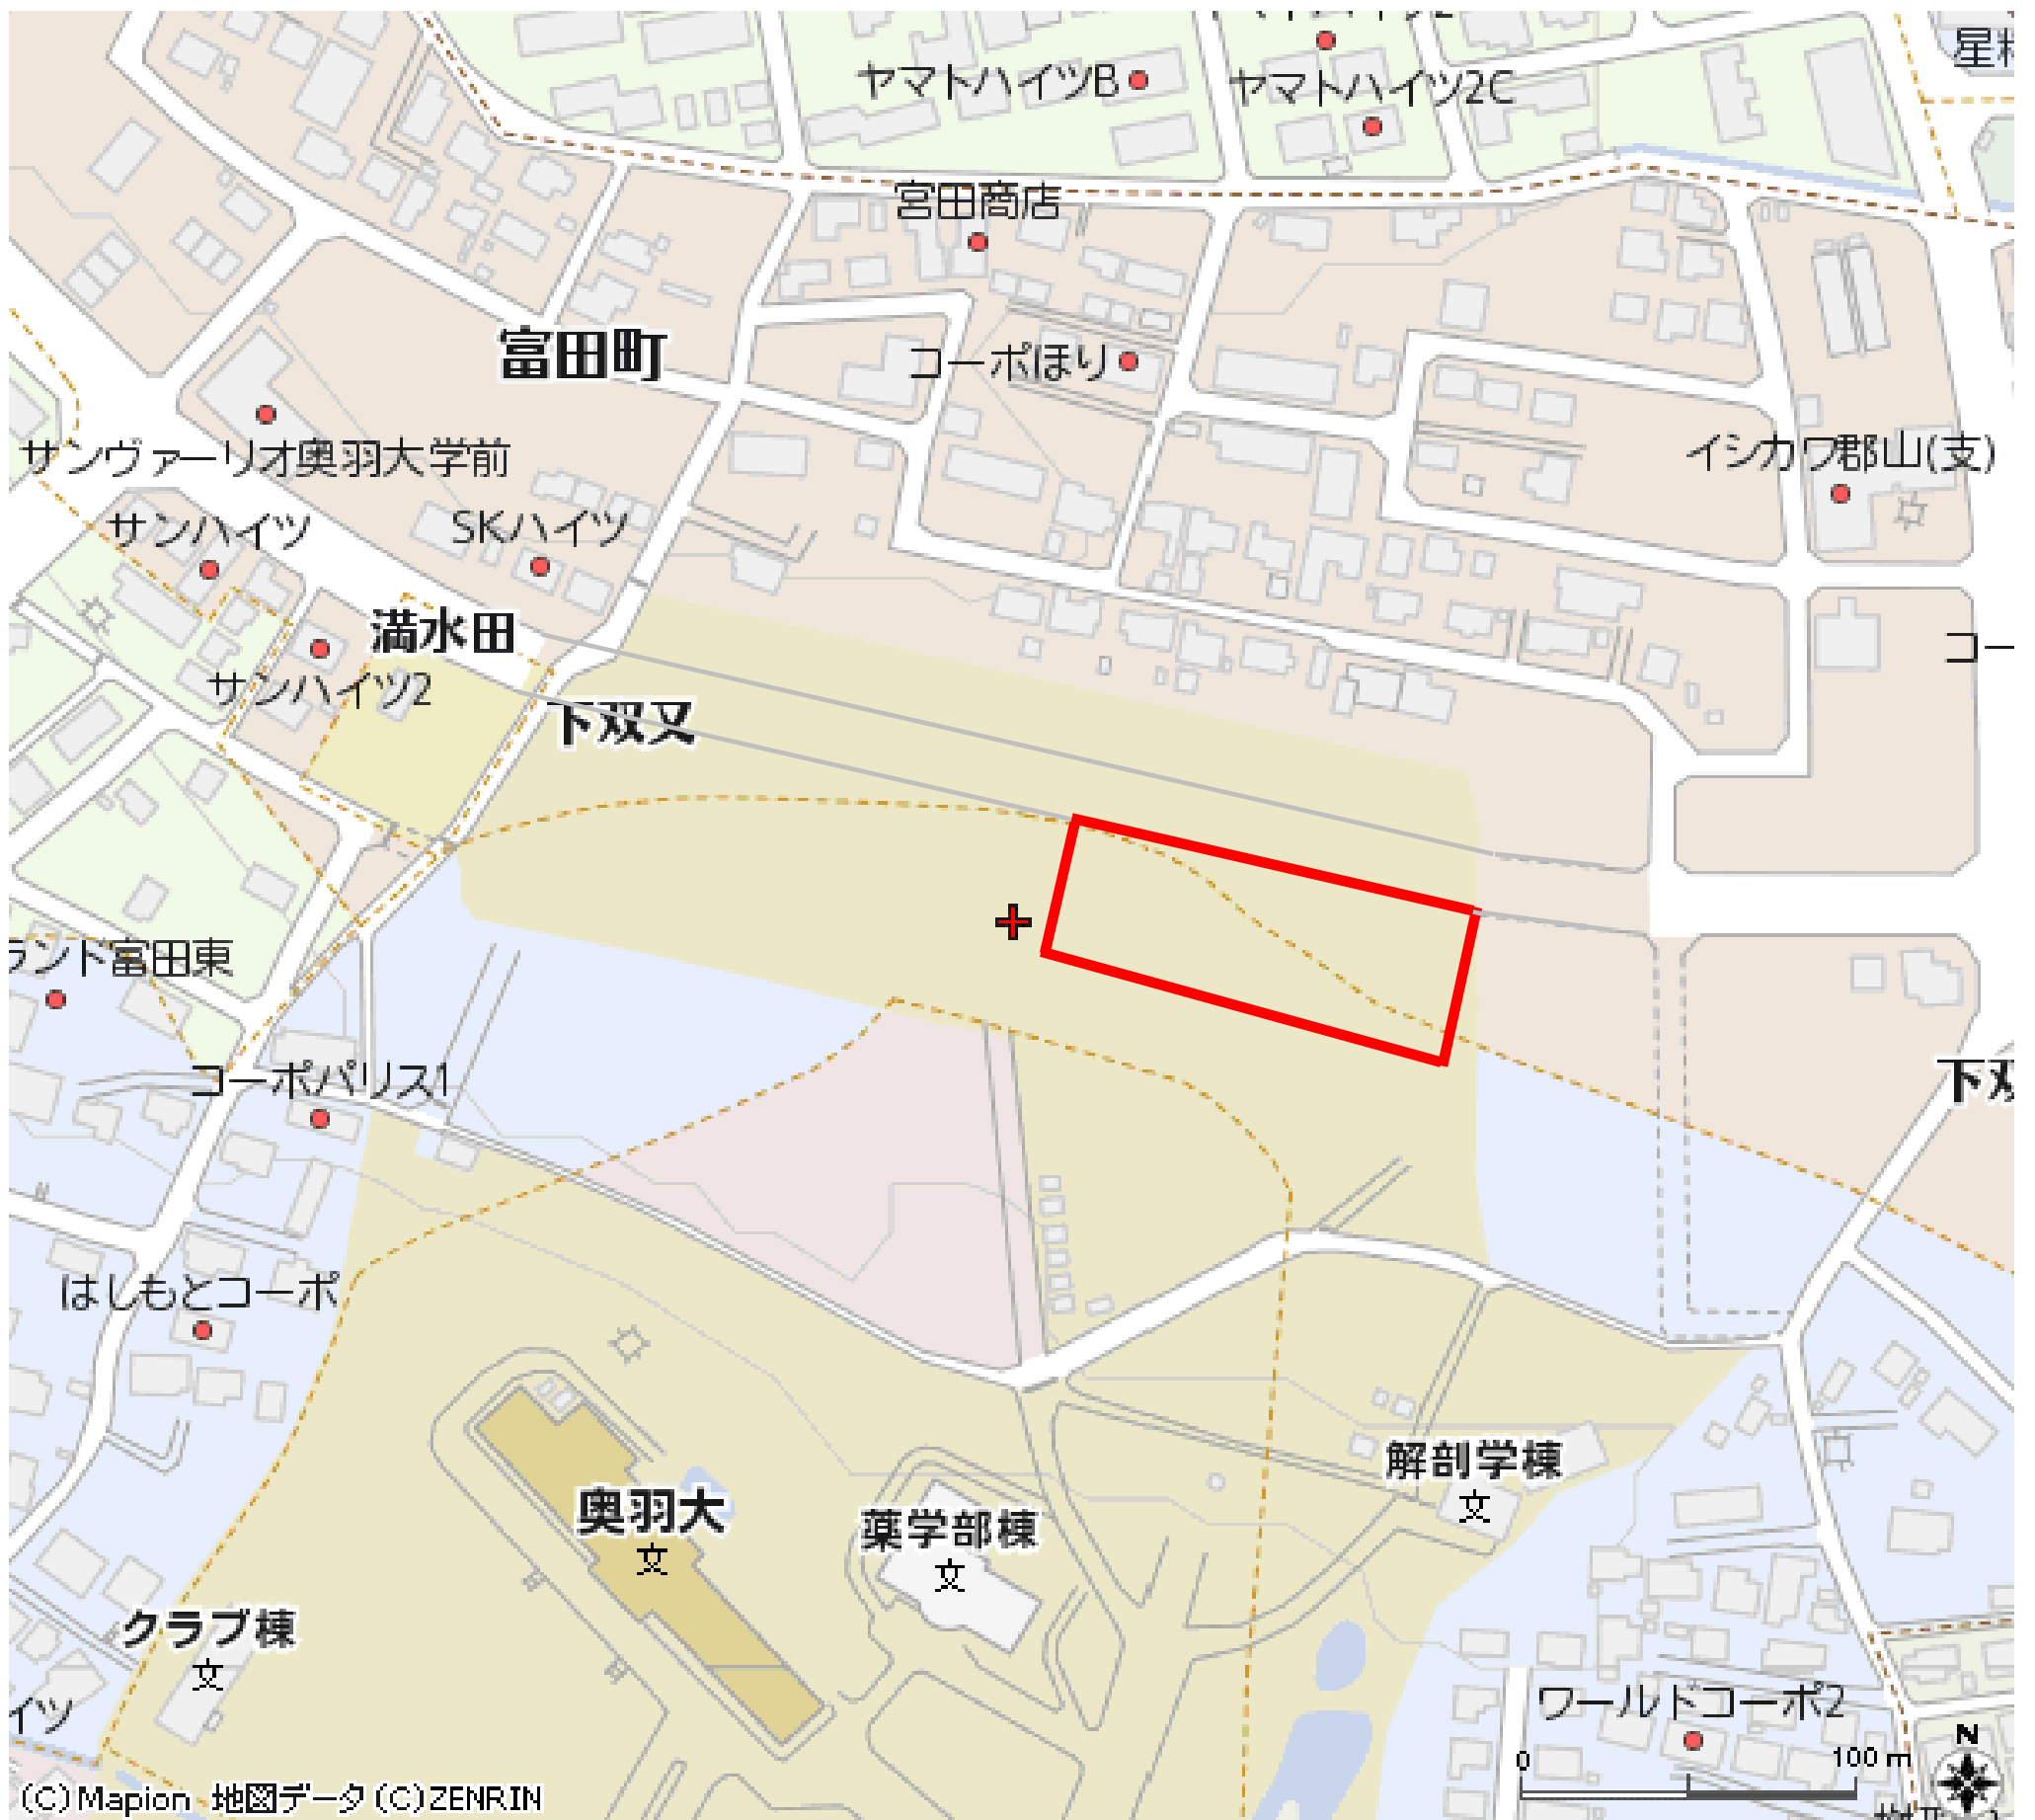 ヤマトハイツB
ヤマトハイツ2C
宮田商店
富田町
コーポほり
サンヴァーリオ奥羽大学前
イシカワ郡山(支)
サンハイツ
SKハイツ
満水田
コー
サンハイツ2
下双又
ランド富田東
コーポパリス1
下双
はしもとコーポ
解剖学棟
文
奥羽大
文
薬学部棟
文
クラブ棟
文
イツ
ワールドコーポ2
N
0
100m
(C)Mapion 地図データ(C)ZENRIN